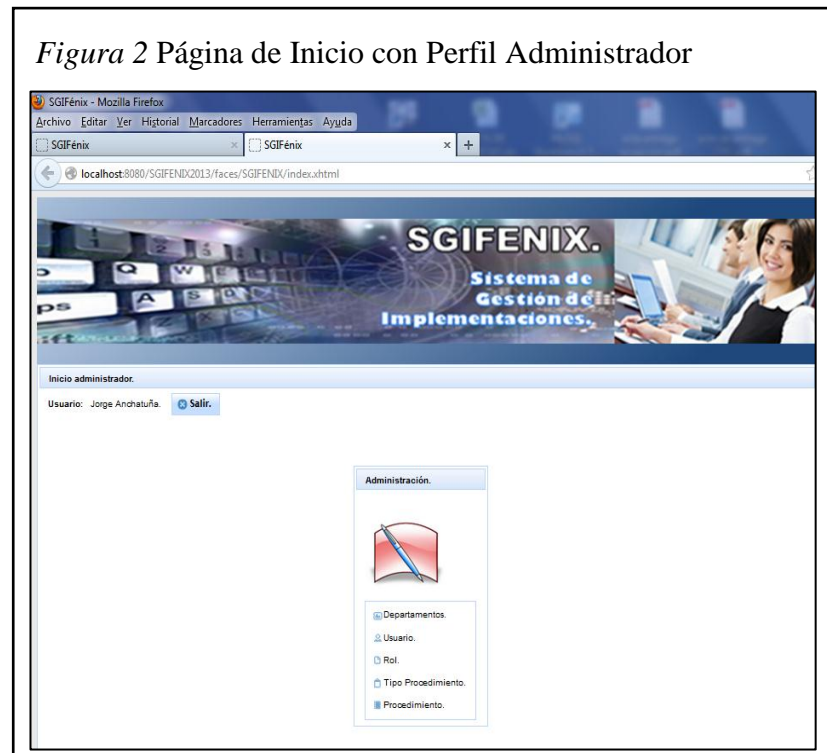 Figura 2 Página de Inicio con Perfil Administrador
SGIFénix - Mozilla Firefox
Archivo Editar Ver Historial Marcadores Herramientas Ayuda
SGIFénix × SGIFénix × +
localhost:8080/SGIFENIX2013/faces/SGIFENIX/index.xhtml
SGIFENIX.
Sistema de
Gestión de
Implementaciones.
Q W E
A S D
ps
Inicio administrador.
Usuario: Jorge Anchatuña. Salir.
Administración.
Departamentos.
Usuario.
Rol.
Tipo Procedimiento.
Procedimiento.